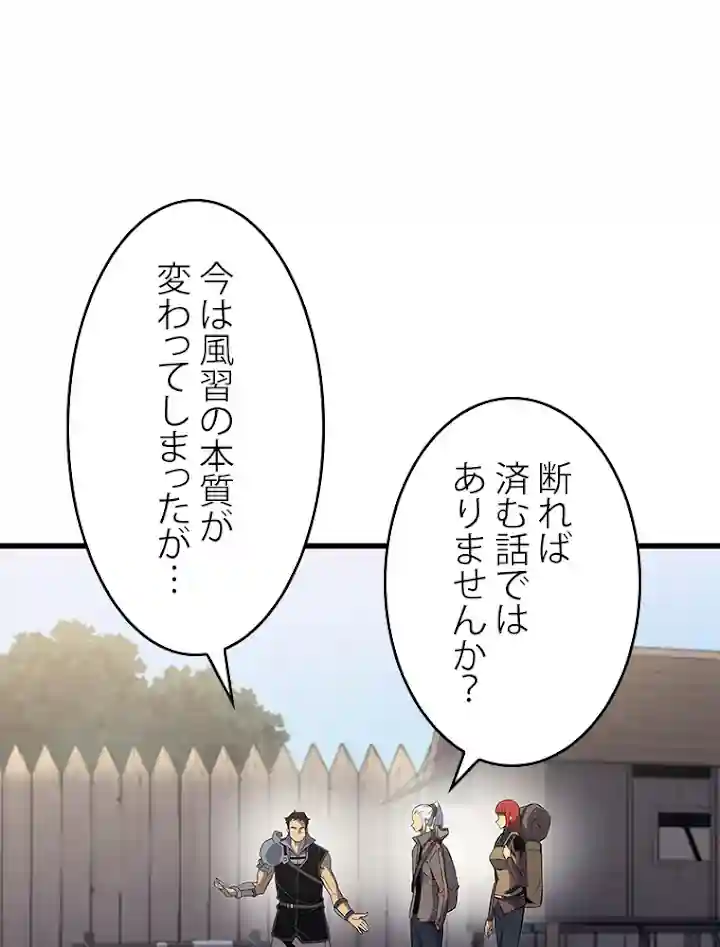 今は風習の本質が
変わってしまったが…
断れば
済む話では
ありませんか?